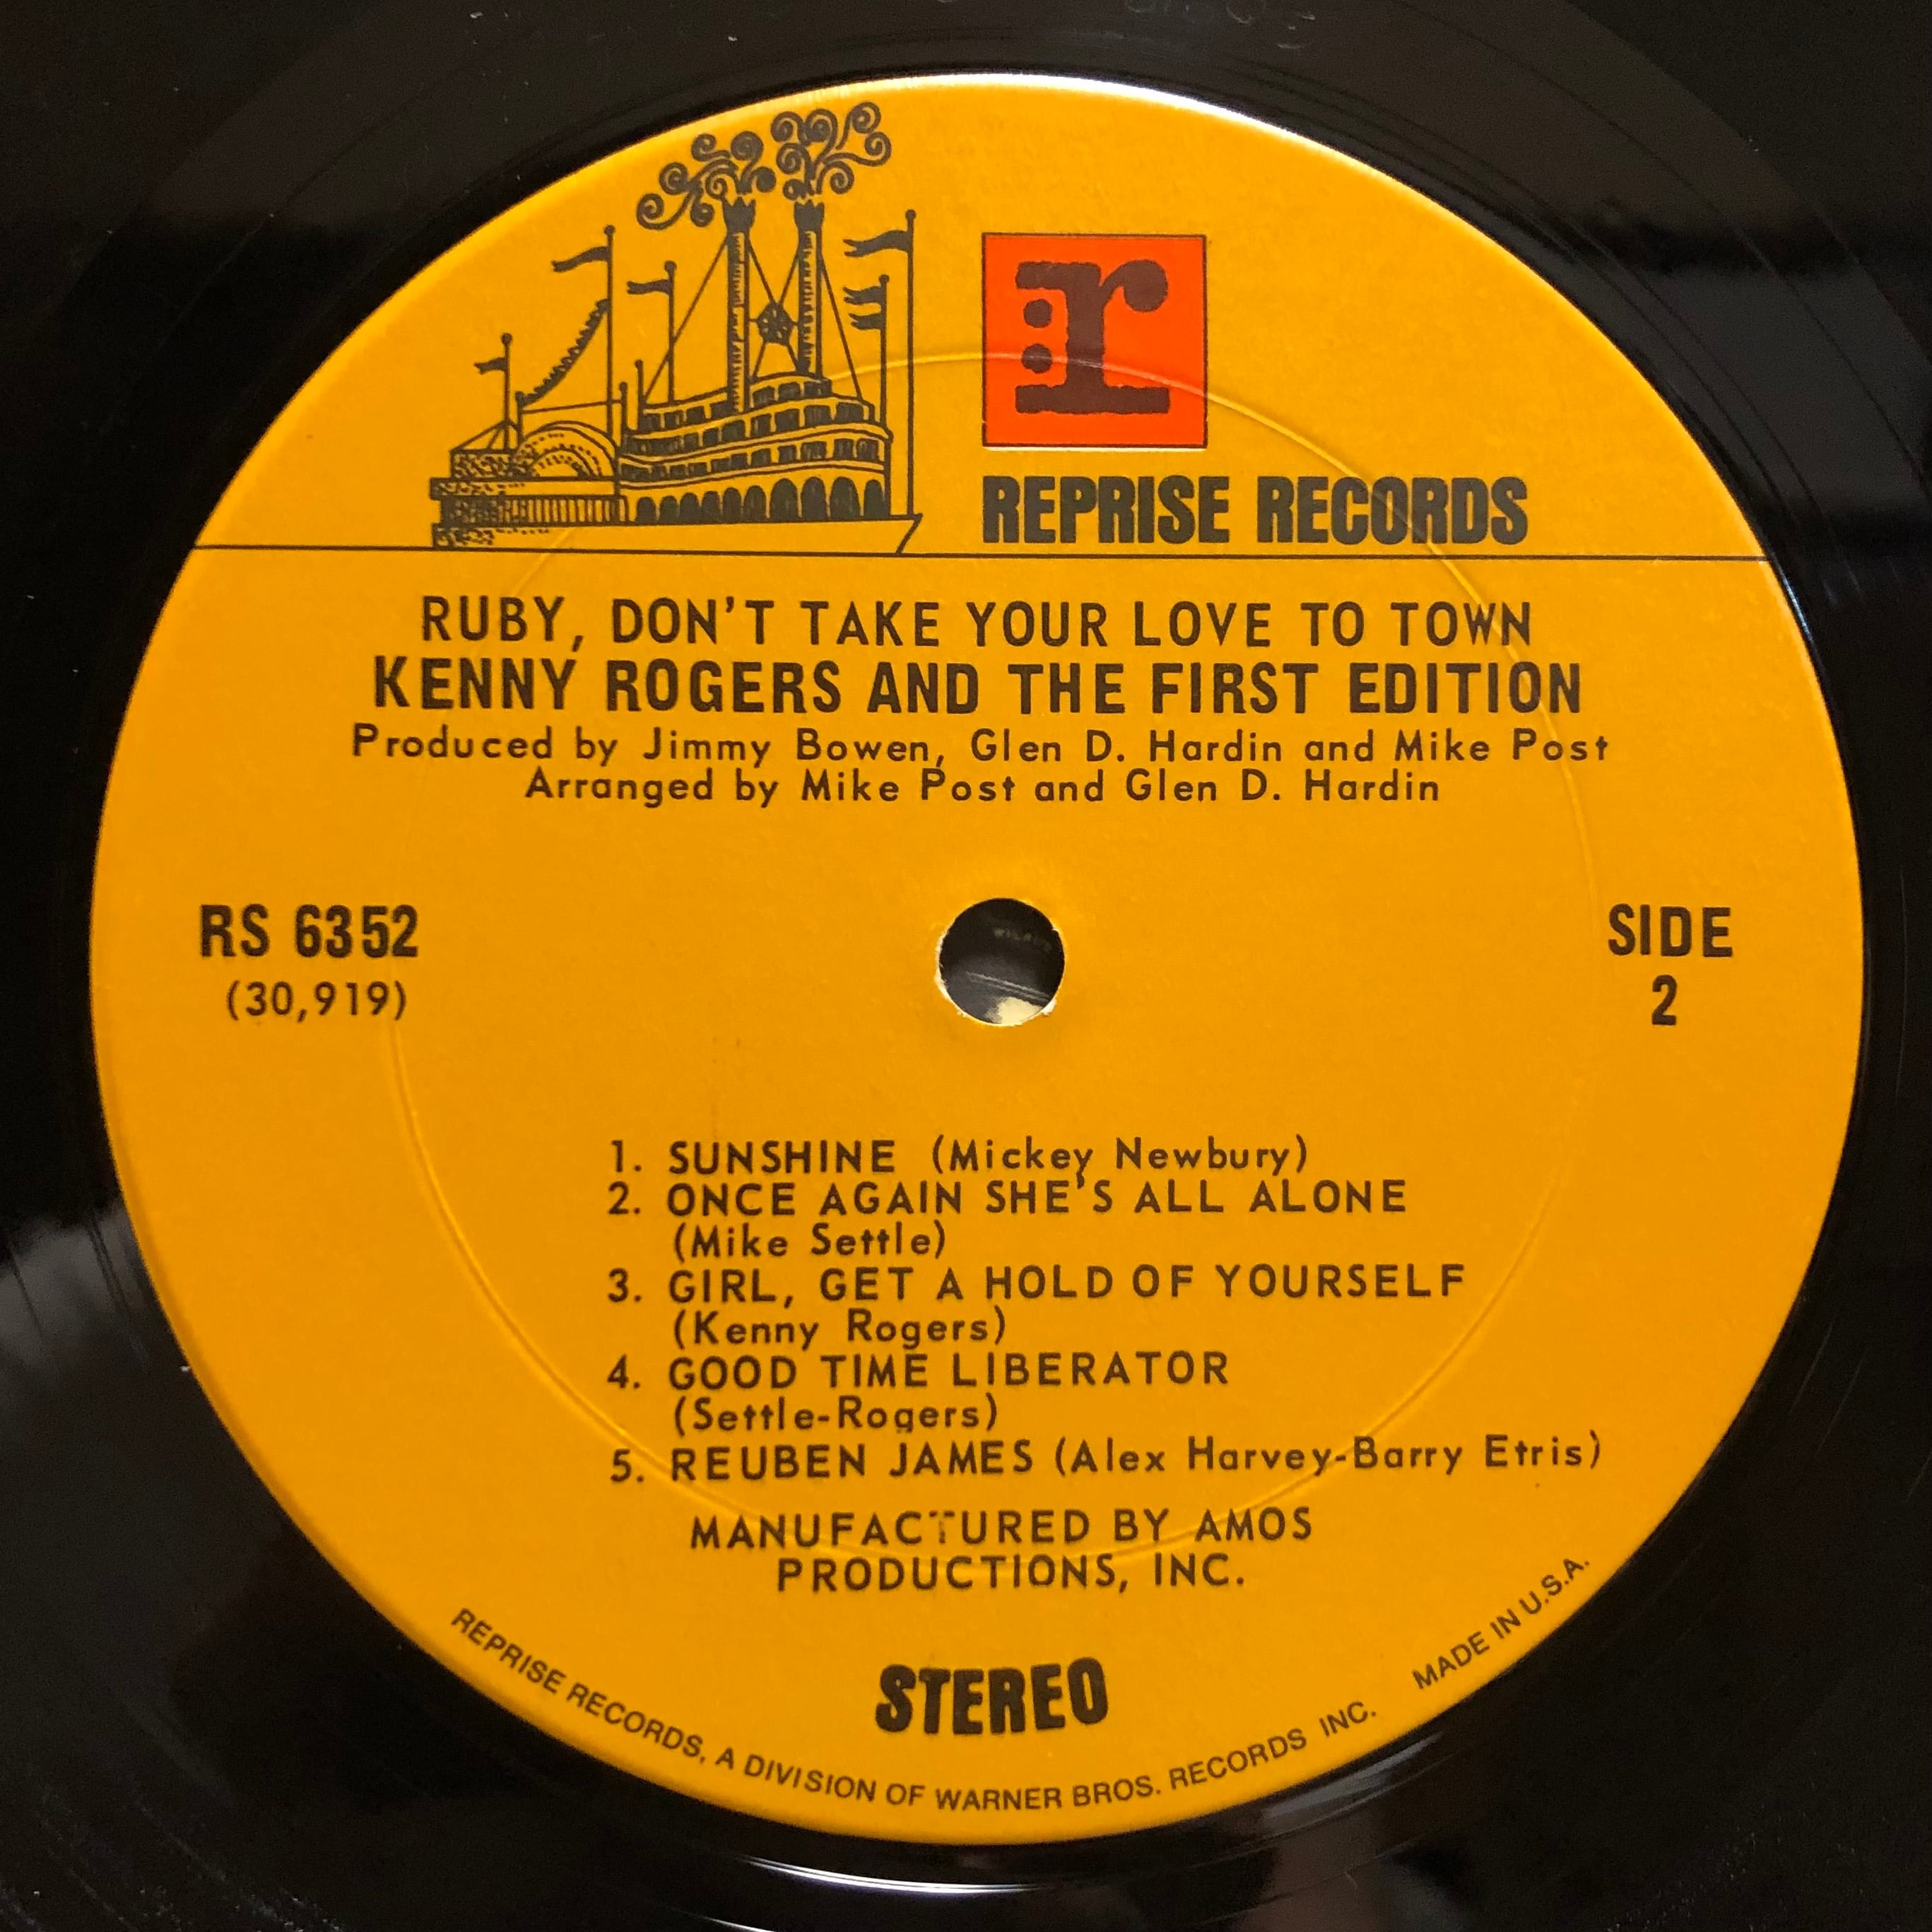 r:
REPRISE RECORDS
RUBY, DON'T TAKE YOUR LOVE TO TOWN
KENNY ROGERS AND THE FIRST EDITION
Produced by Jimmy Bowen, Glen D. Hardin and Mike Post
Arranged by Mike Post and Glen D. Hardin
RS 6352
(30,919)
SIDE
2
1. SUNSHINE (Mickey Newbury)
2. ONCE AGAIN SHE'S ALL ALONE
(Mike Settle)
3. GIRL, GET A HOLD OF YOURSELF
(Kenny Rogers)
4. GOOD TIME LIBERATOR
(Settle-Rogers)
5. REUBEN JAMES (Alex Harvey-Barry Etris)
MANUFACTURED BY AMOS
PRODUCTIONS, INC.
STEREO
REPRISE RECORDS, A DIVISION OF WARNER BROS. RECORDS INC. MADE IN U.S.A.